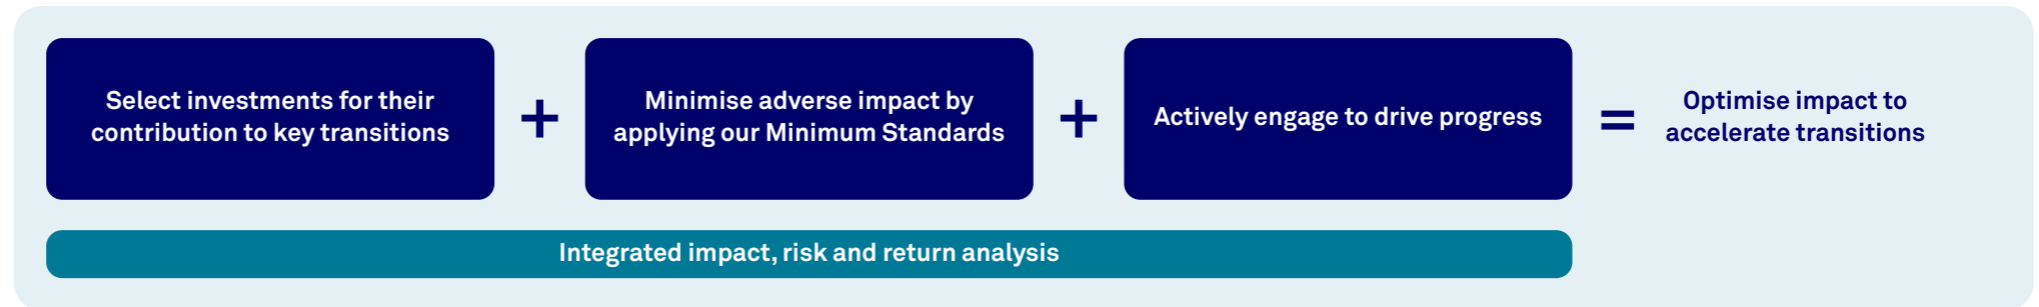 Select investments for their
contribution to key transitions
+
Minimise adverse impact by
applying our Minimum Standards
+
Actively engage to drive progress
=
Optimise impact to
accelerate transitions
Integrated impact, risk and return analysis